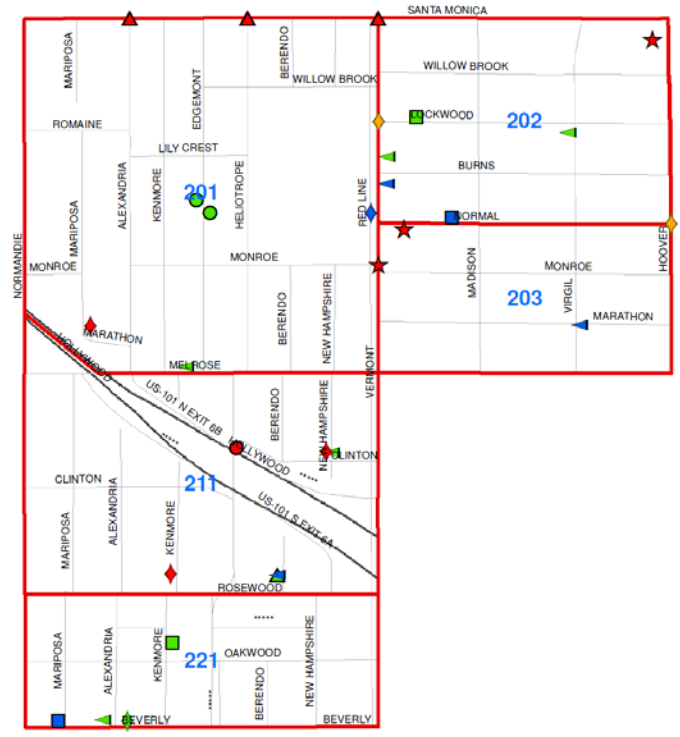 SANTA MONICA
MARIPOSA
BERENDO
WILLOW BROOK
WILLOW BROOK
EDGEMONT
ROMAINE
LOCKWOOD
202
LILY CREST
BURNS
ALEXANDRIA
KENMORE
201
HELIOTROPE
RED LINE
NORMAL
MARIPOSA
NORMANDIE
MONROE
MONROE
HOOVER
MADISON
MONROE
VIRGIL
203
BERENDO
NEW HAMPSHIRE
MARATHON
MARATHON
HOLLYWOOD
MELROSE
VERMONT
US-101 N EXIT 6B
BERENDO
NEW HAMPSHIRE
HOLLYWOOD
CLINTON
CLINTON
211
ALEXANDRIA
KENMORE
MARIPOSA
US-101 S EXIT 6A
ROSEWOOD
MARIPOSA
ALEXANDRIA
KENMORE
221
OAKWOOD
BERENDO
NEW HAMPSHIRE
BEVERLY
BEVERLY